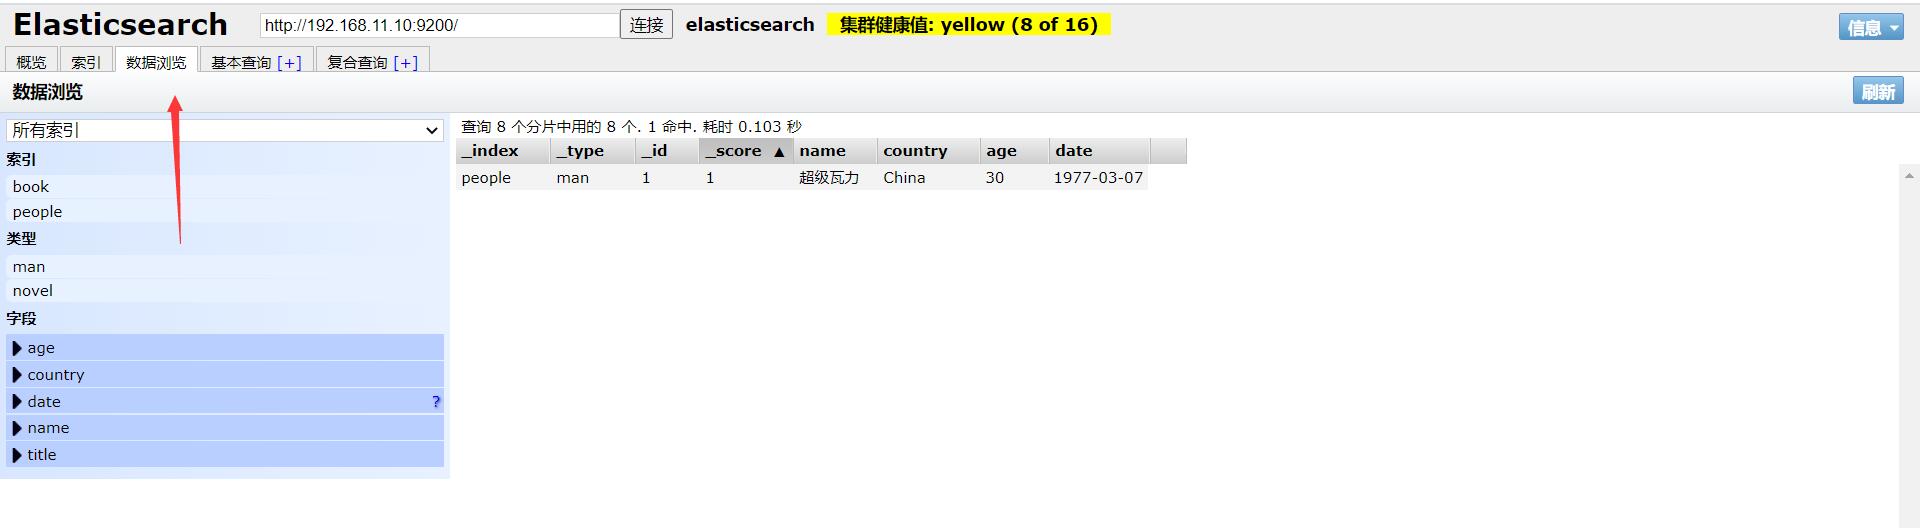 Elasticsearch http://192.168.11.10:9200/ 连接 elasticsearch 集群健康值: yellow (8 of 16) 信息
概览 索引 数据浏览 基本查询 [+] 复合查询 [+]
数据浏览 刷新
所有索引
索引
book
people
类型
man
novel
字段
age
country
date ?
name
title
查询 8 个分片中用的 8 个. 1 命中. 耗时 0.103 秒
_index _type _id _score ▲ name country age date
people man 1 1 超级瓦力 China 30 1977-03-07